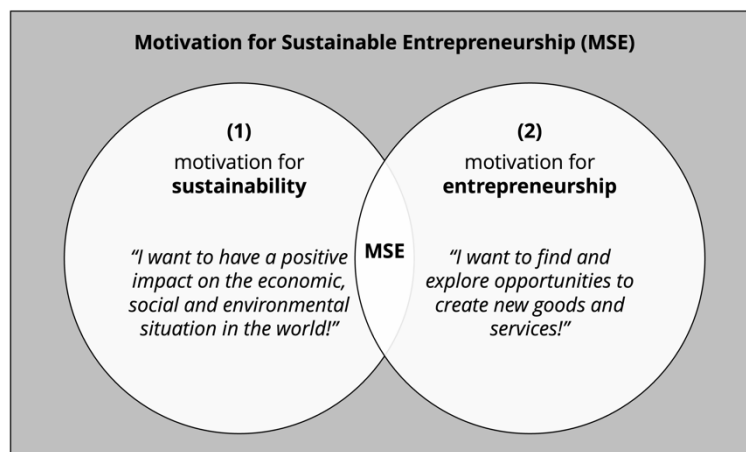 Motivation for Sustainable Entrepreneurship (MSE)
(1)
motivation for
sustainability
“I want to have a positive
impact on the economic,
social and environmental
situation in the world!”
MSE
(2)
motivation for
entrepreneurship
“I want to find and
explore opportunities to
create new goods and
services!”